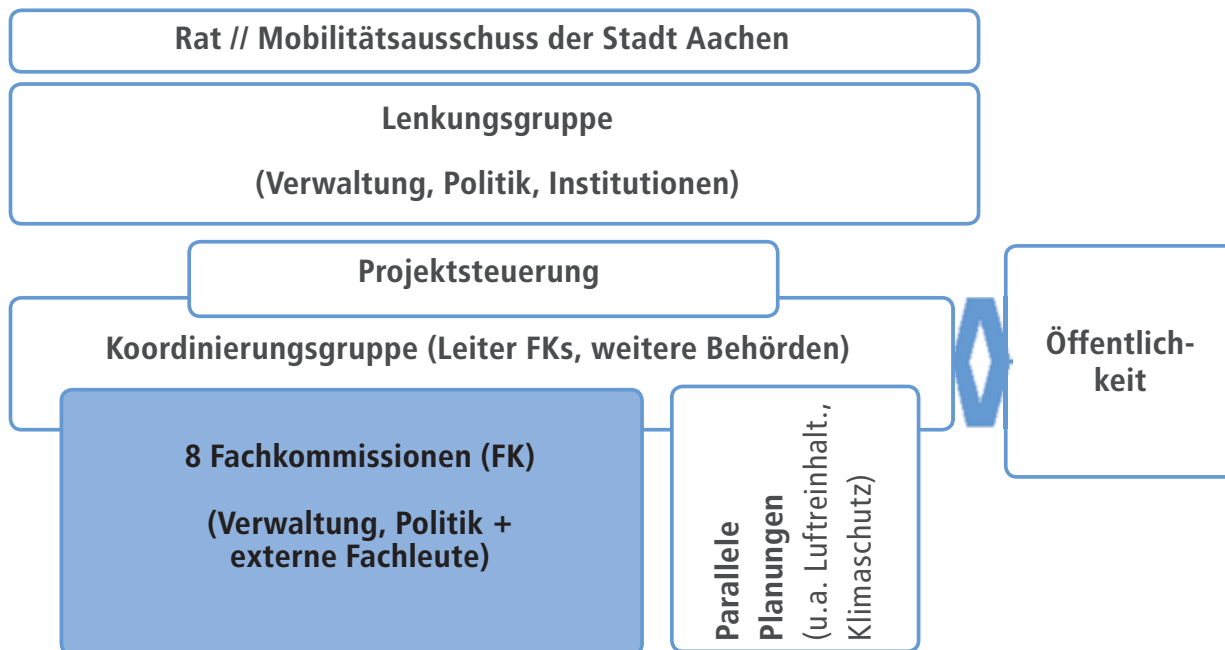 Rat // Mobilitätsausschuss der Stadt Aachen
Lenkungsgruppe
(Verwaltung, Politik, Institutionen)
Projektsteuerung
Koordinierungsgruppe (Leiter FKs, weitere Behörden)
Öffentlich-
keit
8 Fachkommissionen (FK)
(Verwaltung, Politik +
externe Fachleute)
Parallele
Planungen
(u.a. Luftreinhalt.,
Klimaschutz)